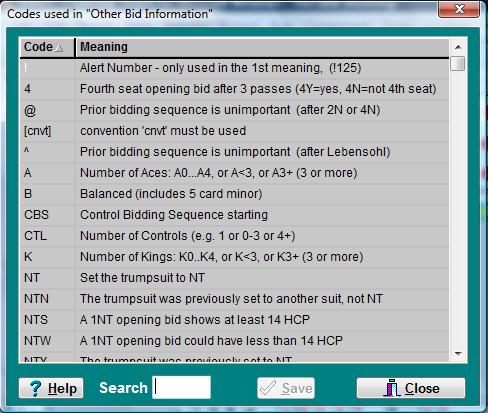 Codes used in "Other Bid Information"
Code Meaning
! Alert Number - only used in the 1st meaning, (!125)
4 Fourth seat opening bid after 3 passes (4Y=yes, 4N=not 4th seat)
@ Prior bidding sequence is unimportant (after 2N or 4N)
[cnvt] convention 'cnvt' must be used
^ Prior bidding sequence is unimportant (after Lebensohl)
A Number of Aces: A0...A4, or A<3, or A3+ (3 or more)
B Balanced (includes 5 card minor)
CBS Control Bidding Sequence starting
CTL Number of Controls (e.g. 1 or 0-3 or 4+)
K Number of Kings: K0..K4, or K<3, or K3+ (3 or more)
NT Set the trumpsuit to NT
NTN The trumpsuit was previously set to another suit, not NT
NTS A 1NT opening bid shows at least 14 HCP
NTW A 1NT opening bid could have less than 14 HCP
NTY The trumpsuit was previously set to NT
? Help Search Save Close